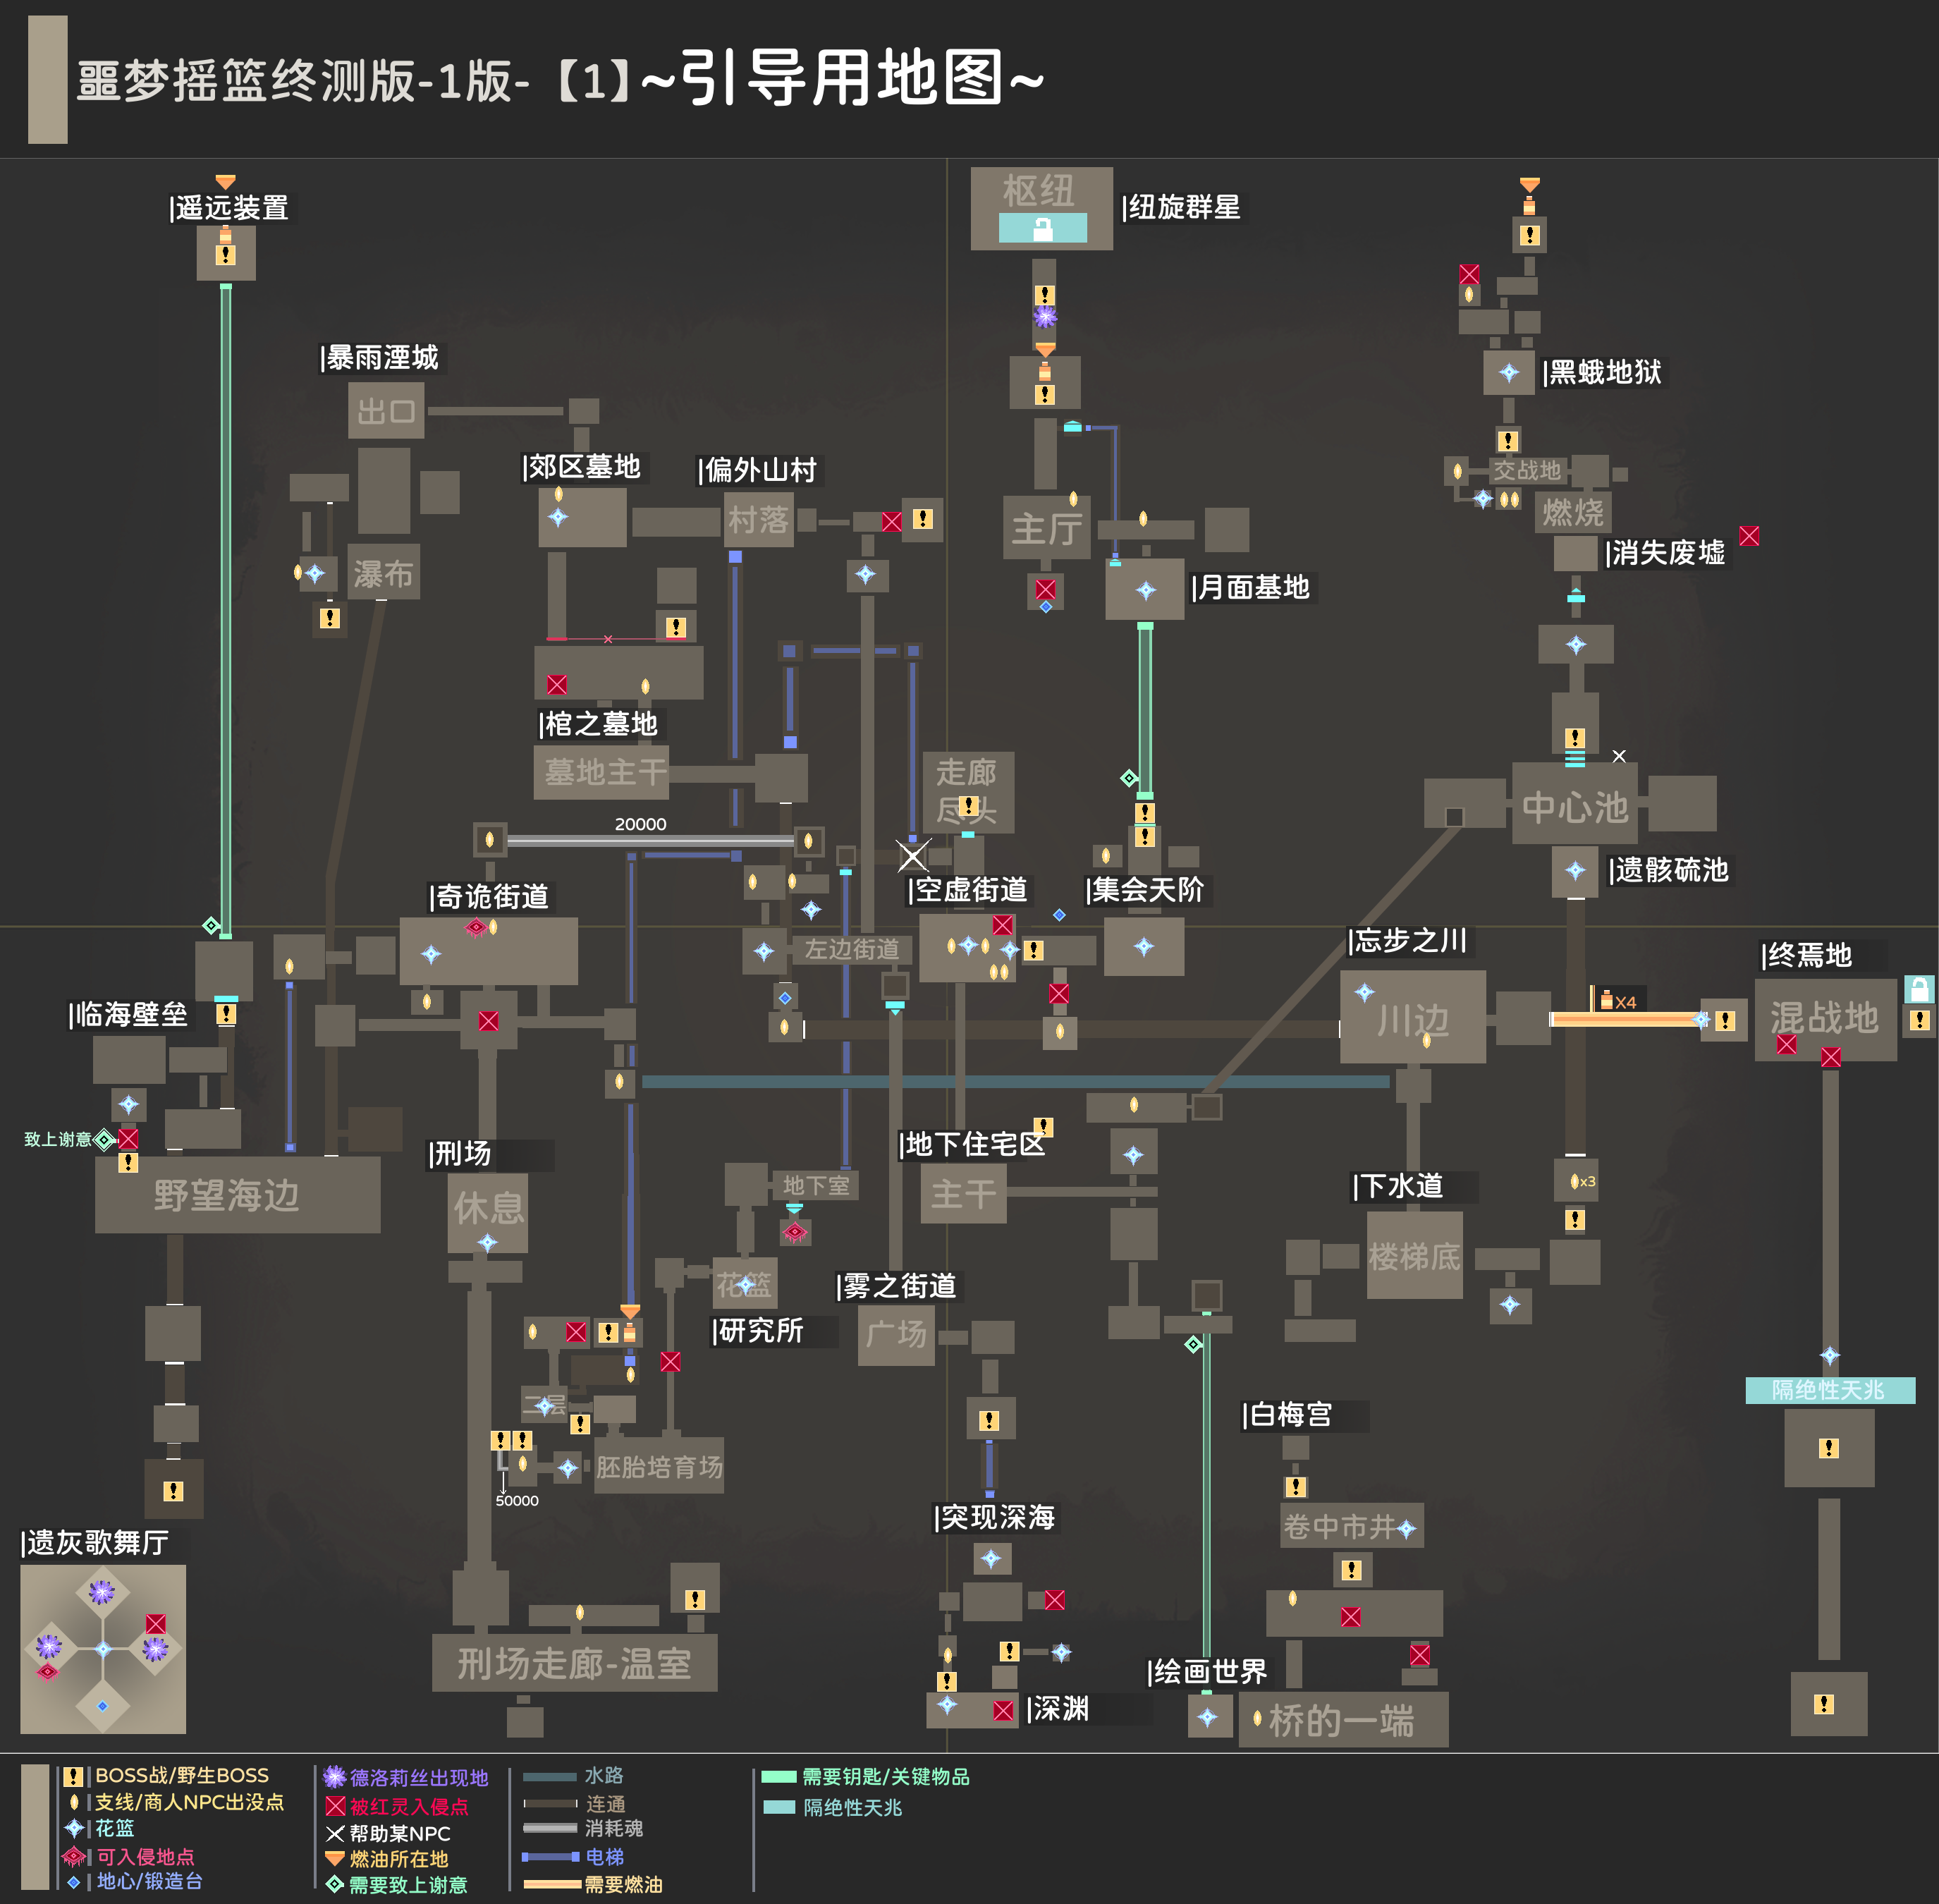 噩梦摇篮终测版-1版-【1】~引导用地图~
|遥远装置
枢纽
|纽旋群星
|暴雨湮城
出口
|黑蛾地狱
|郊区墓地
|偏外山村
村落
主厅
交战地
燃烧
|消失废墟
瀑布
|月面基地
|棺之墓地
墓地主干
走廊
尽头
中心池
20000
|奇诡街道
|空虚街道
|集会天阶
|遗骸硫池
左边街道
|忘步之川
|终焉地
|临海壁垒
川边
X4
混战地
致上谢意
|刑场
|地下住宅区
野望海边
休息
地下室
主干
|下水道
x3
楼梯底
花篮
|雾之街道
|研究所
广场
二层
隔绝性天兆
|白梅宫
胚胎培育场
50000
|突现深海
卷中市井
|遗灰歌舞厅
刑场走廊-温室
|绘画世界
|深渊
桥的一端
BOSS战/野生BOSS
支线/商人NPC出没点
花篮
可入侵地点
地心/锻造台
德洛莉丝出现地
被红灵入侵点
帮助某NPC
燃油所在地
需要致上谢意
水路
连通
消耗魂
电梯
需要燃油
需要钥匙/关键物品
隔绝性天兆